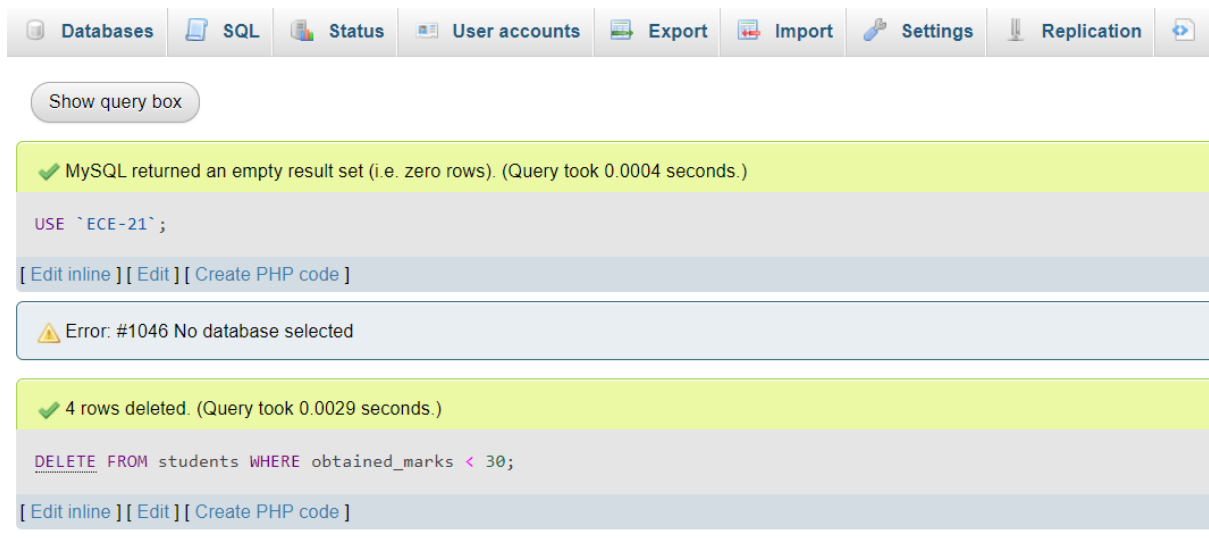 Databases SQL Status User accounts Export Import Settings Replication
Show query box
MySQL returned an empty result set (i.e. zero rows). (Query took 0.0004 seconds.)
USE `ECE-21`;
[ Edit inline ] [ Edit ] [ Create PHP code ]
Error: #1046 No database selected
4 rows deleted. (Query took 0.0029 seconds.)
DELETE FROM students WHERE obtained_marks < 30;
[ Edit inline ] [ Edit ] [ Create PHP code ]